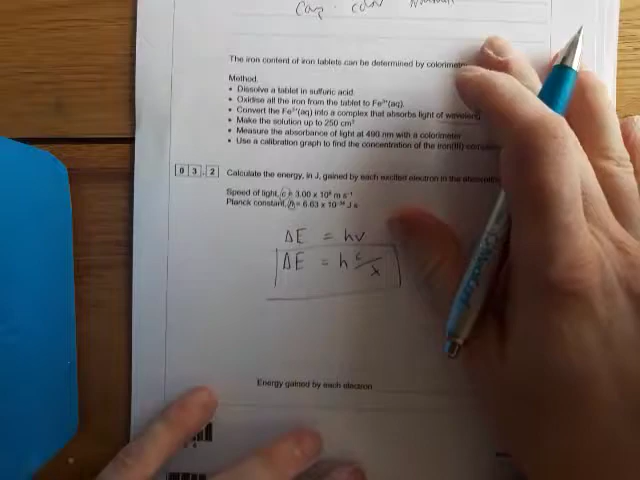 The iron content of iron tablets can be determined by colorimet
Method.
• Dissolve a tablet in sulfuric acid
• Oxidise all the iron from the tablet to Fe³⁺(aq).
• Convert the Fe³⁺(aq) into a complex that absorbs light of waveleng
• Make the solution up to 250 cm³
• Measure the absorbance of light at 490 nm with a colorimeter
• Use a calibration graph to find the concentration of the iron(III) comple
0 3 . 2 Calculate the energy, in J, gained by each excited electron in the absorption
Speed of light, c = 3.00 x 10⁸ m s⁻¹
Planck constant, h = 6.63 x 10⁻³⁴ J s
ΔE = hν
ΔE = h c/λ
Energy gained by each electron